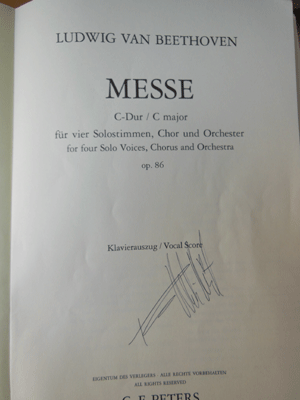 LUDWIG VAN BEETHOVEN
MESSE
C-Dur / C major
für vier Solostimmen, Chor und Orchester
for four Solo Voices, Chorus and Orchestra
op. 86
Klavierauszug / Vocal Score
EIGENTUM DES VERLEGERS · ALLE RECHTE VORBEHALTEN
ALL RIGHTS RESERVED
C. F. PETERS